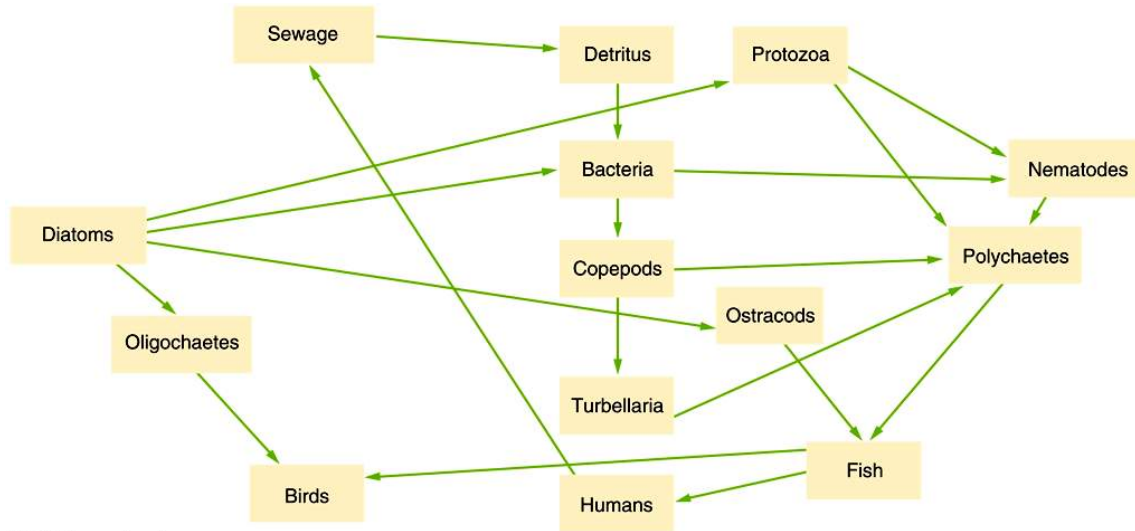 Sewage
Detritus
Protozoa
Bacteria
Nematodes
Diatoms
Copepods
Polychaetes
Oligochaetes
Ostracods
Turbellaria
Birds
Humans
Fish